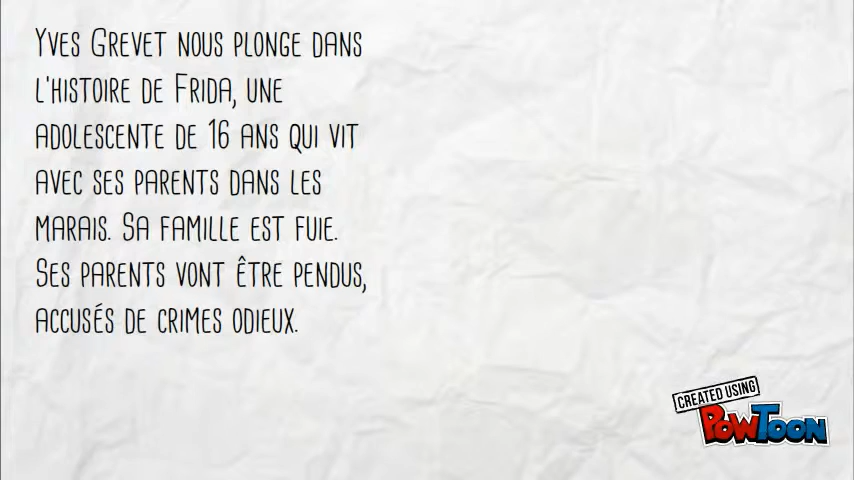 Yves Grevet nous plonge dans
l'histoire de Frida, une
adolescente de 16 ans qui vit
avec ses parents dans les
marais. Sa famille est fuie.
Ses parents vont être pendus,
accusés de crimes odieux.
CREATED USING
PowToon